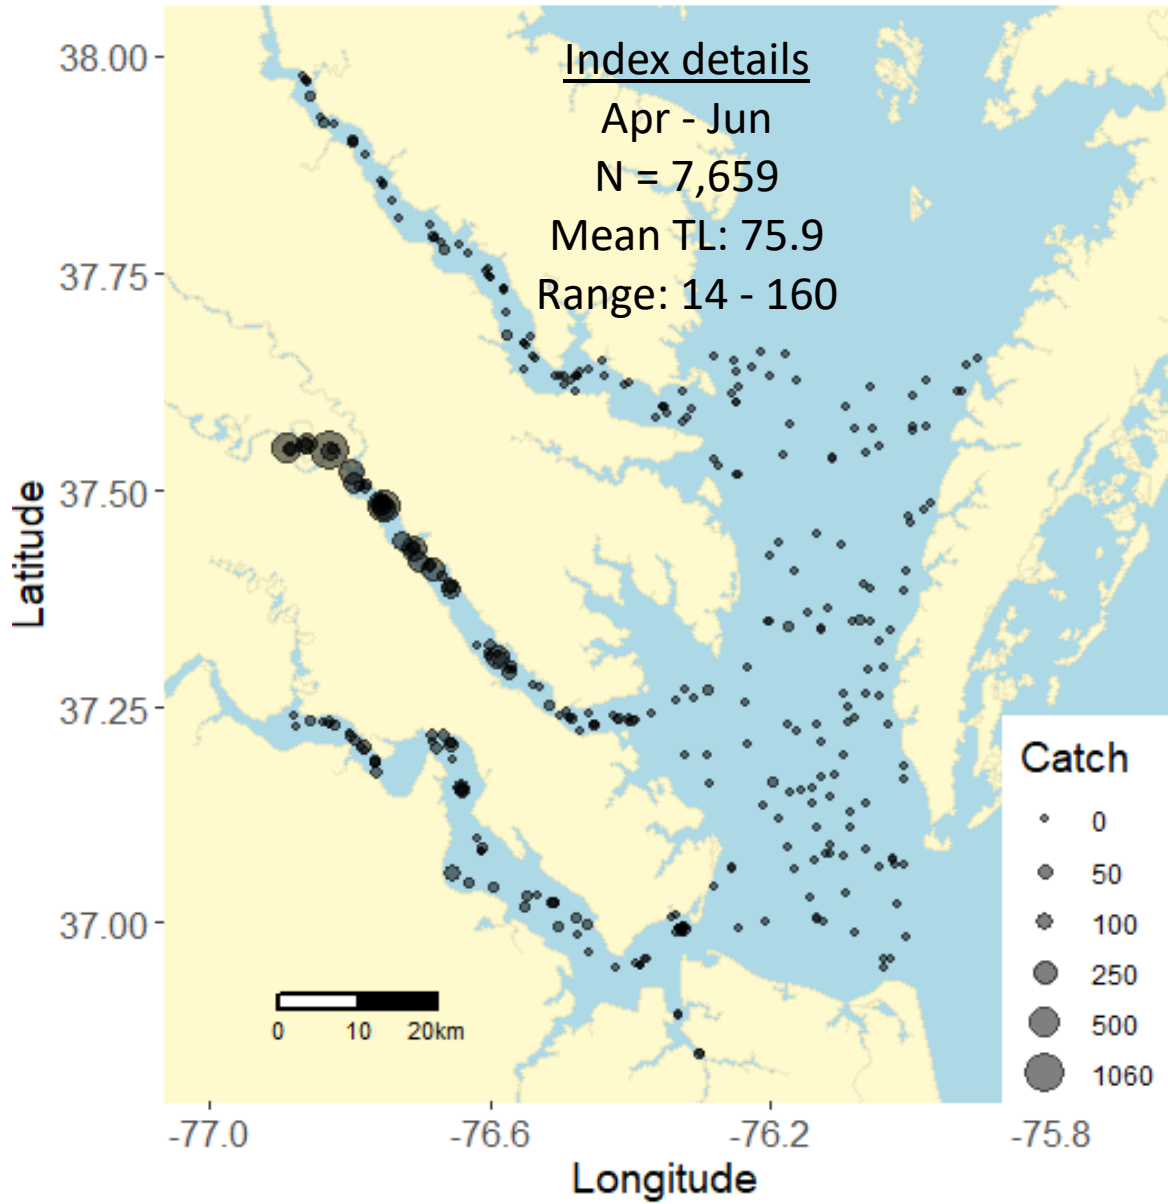 Index details
Apr - Jun
N = 7,659
Mean TL: 75.9
Range: 14 - 160
38.00
37.75
37.50
37.25
37.00
Latitude
Catch
0
50
100
250
500
1060
0 10 20km
-77.0 -76.6 -76.2 -75.8
Longitude